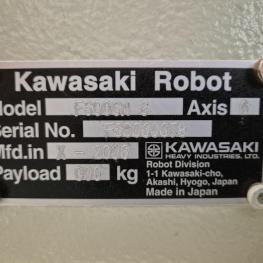 Kawasaki Robot
Model Axis 6
Serial No.
Mfd.in KAWASAKI
HEAVY INDUSTRIES, LTD.
Robot Division
Payload kg 1-1 Kawasaki-cho,
Akashi, Hyogo, Japan
Made in Japan